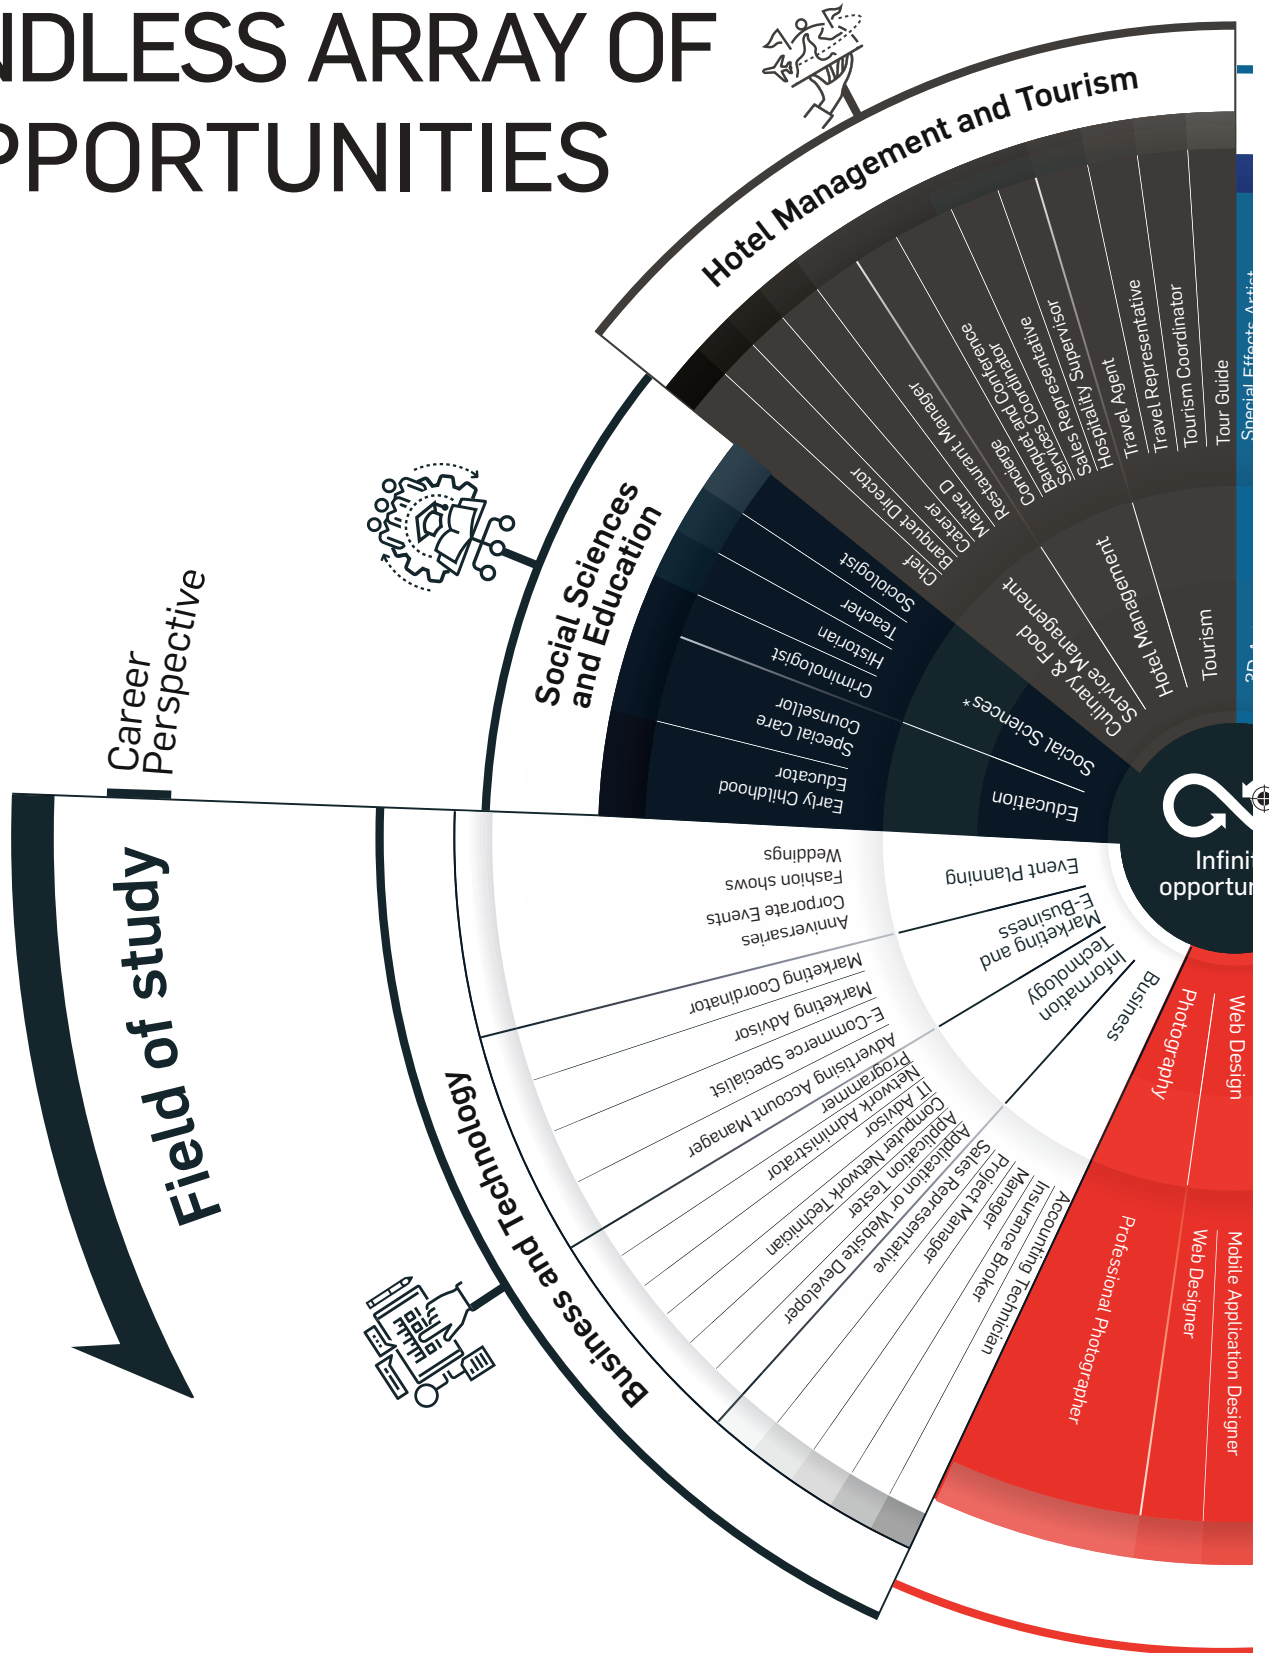 NDLESS ARRAY OF
PPORTUNITIES
Career
Perspective
Field of study
Hotel Management and Tourism
Tour Guide
Tourism Coordinator
Travel Representative
Travel Agent
Tourism
Hospitality Supervisor
Sales Representative
Banquet and Conference
Services Coordinator
Concierge
Hotel Management
Restaurant Manager
Maître D
Caterer
Banquet Director
Chef
Culinary & Food
Service Management
Social Sciences
and Education
Sociologist
Teacher
Historian
Criminologist
Social Sciences*
Special Care
Counsellor
Early Childhood
Educator
Education
Business and Technology
Weddings
Fashion shows
Corporate Events
Anniversaries
Event Planning
Marketing Coordinator
Marketing Advisor
E-Commerce Specialist
Advertising Account Manager
Marketing and
E-Business
Programmer
Network Administrator
IT Advisor
Computer Network Technician
Application Tester
Application or Website Developer
Information
Technology
Sales Representative
Project Manager
Manager
Insurance Broker
Accounting Technician
Business
Professional Photographer
Photography
Web Designer
Mobile Application Designer
Web Design
Special Effects Artist
Infini
opportun